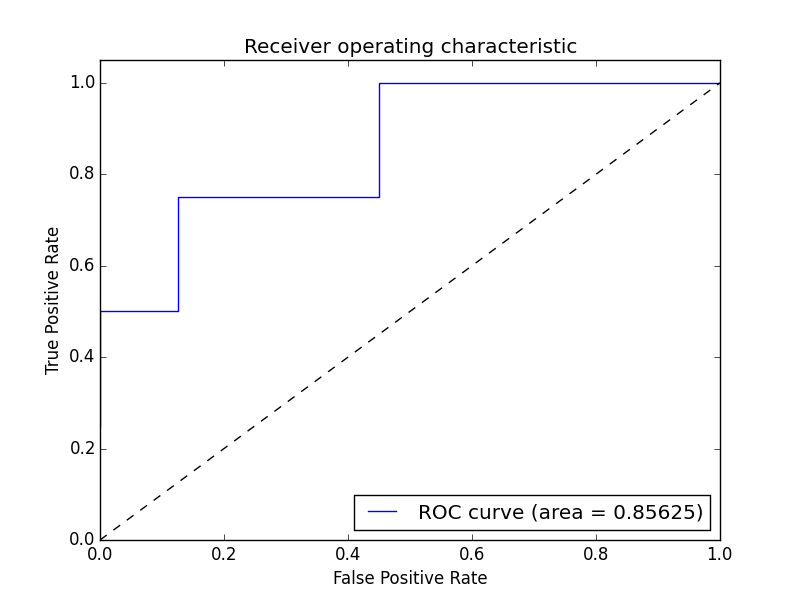 Receiver operating characteristic
1.0
0.8
0.6
0.4
0.2
0.0
True Positive Rate
ROC curve (area = 0.85625)
0.0 0.2 0.4 0.6 0.8 1.0
False Positive Rate